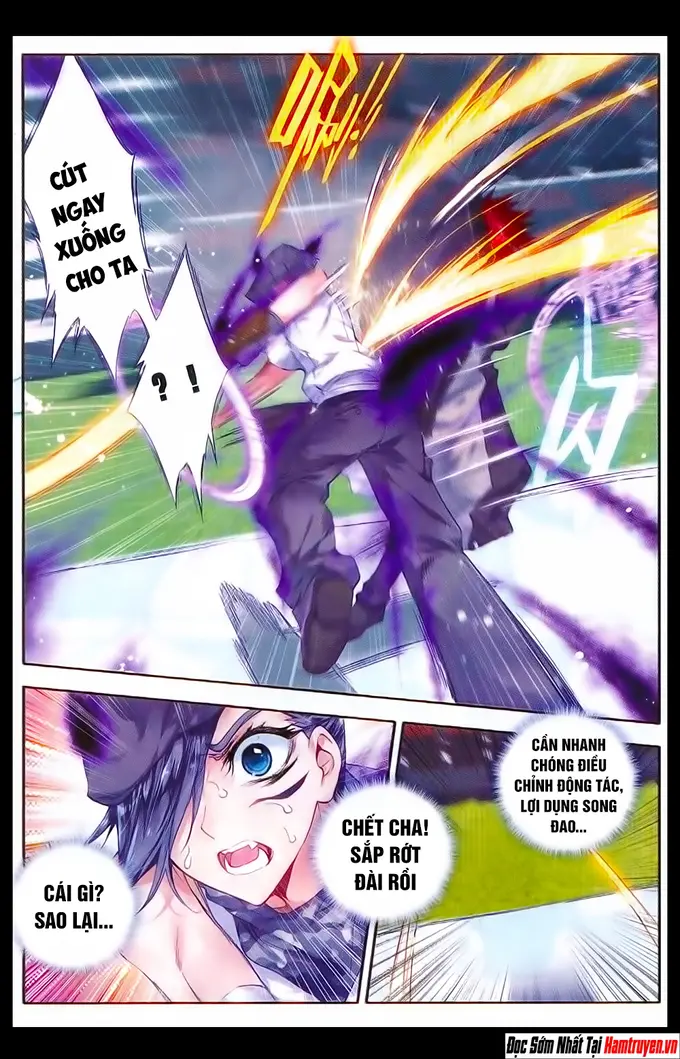 CÚT
NGAY
XUỐNG
CHO TA
? !
CÁI GÌ?
SAO LẠI...
CHẾT CHA!
SẮP RỚT
ĐÀI RỒI
CẦN NHANH
CHÓNG ĐIỀU
CHỈNH ĐỘNG TÁC,
LỢI DỤNG SONG
ĐAO...
Đọc Sớm Nhất Tại Hamtruyen.vn